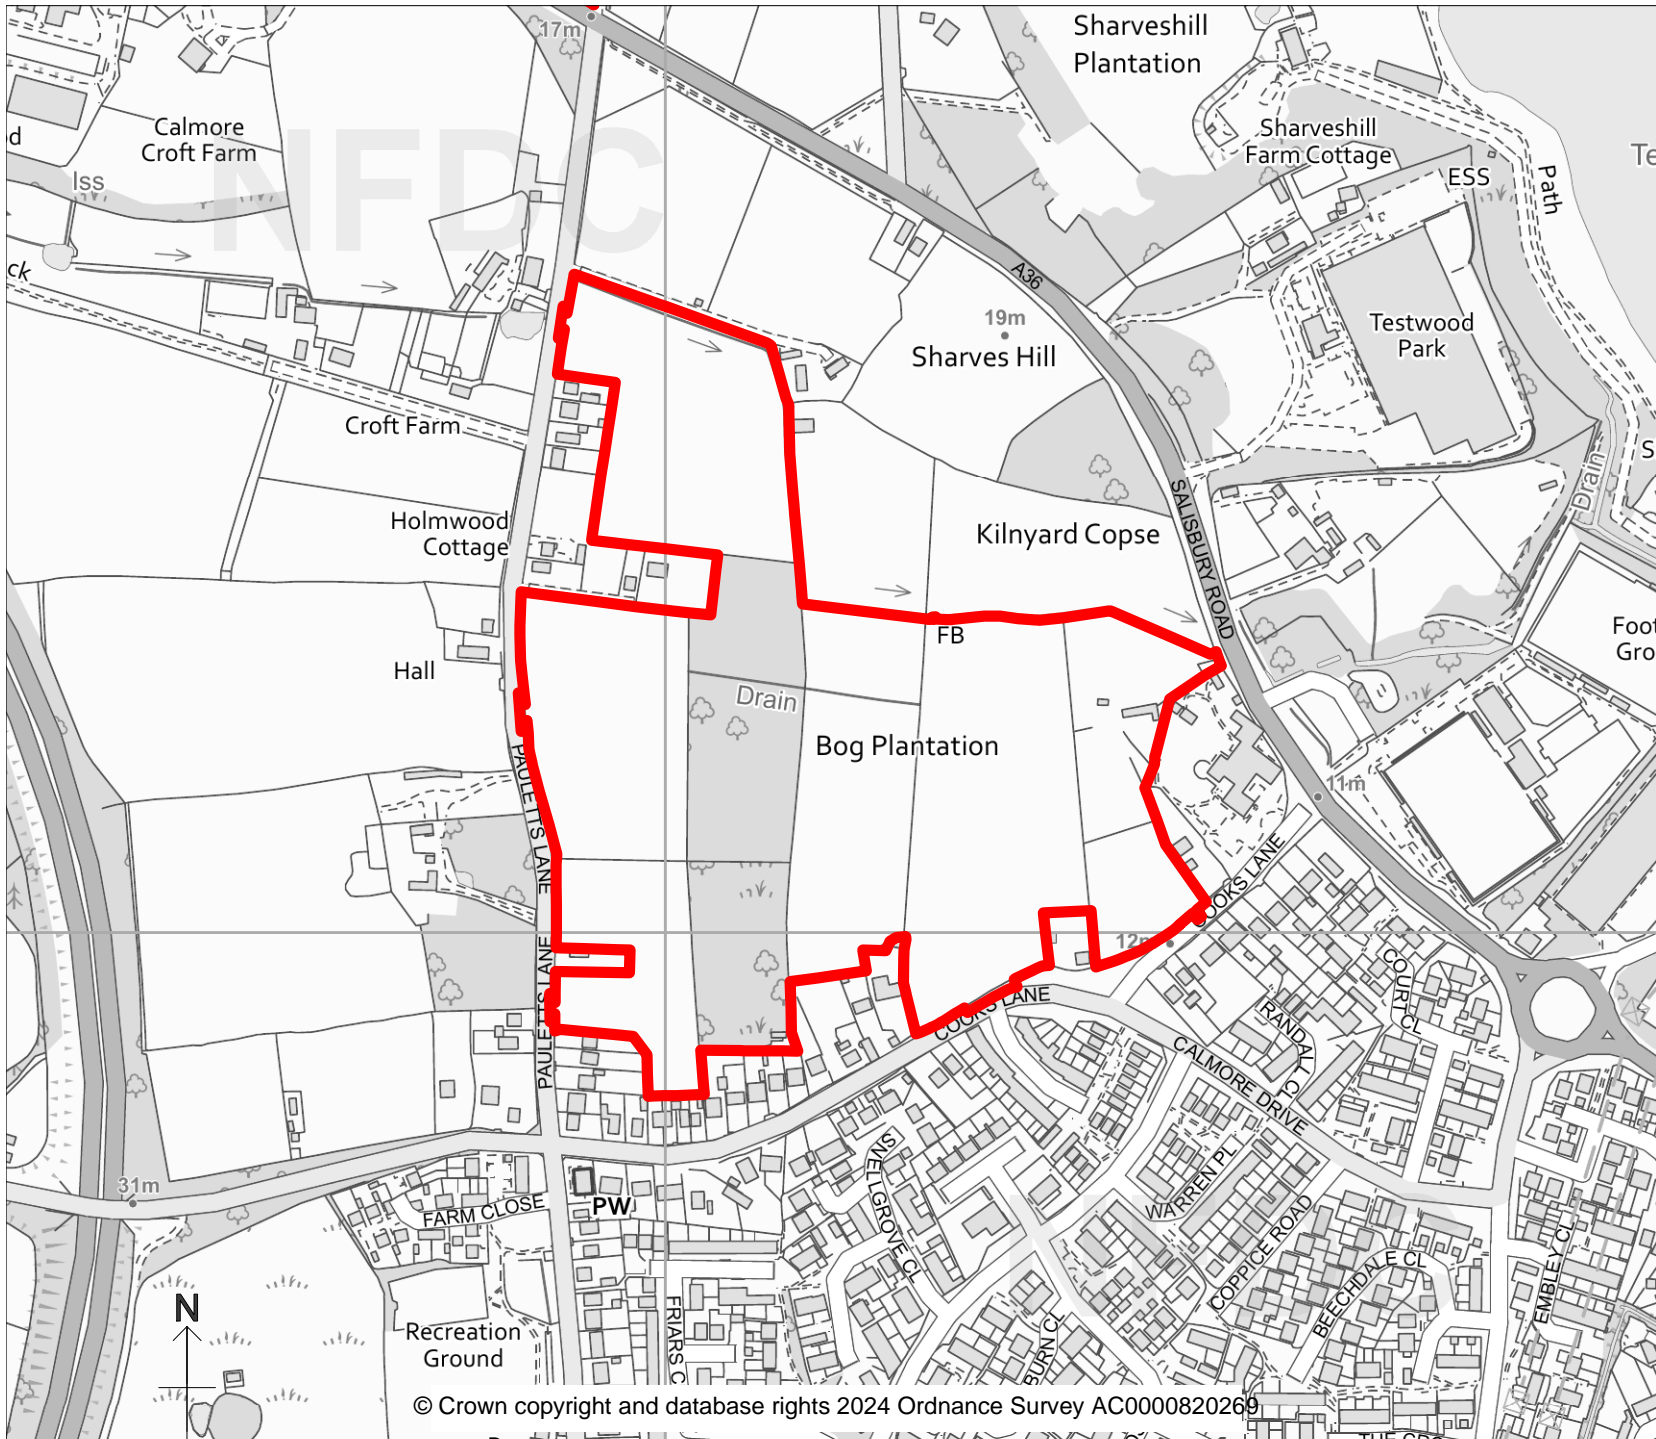 17m
Sharveshill
Plantation
Calmore
Croft Farm
NFDC
Sharveshill
Farm Cottage
ESS
Path
Iss
A36
19m
Sharves Hill
Testwood
Park
Croft Farm
Holmwood
Cottage
Kilnyard Copse
SALISBURY ROAD
Drain
FB
Hall
Drain
Bog Plantation
PAULETTS LANE
11m
COOKS LANE
12m
PAULETTS LANE
COOKS LANE
COURT CL
RANDALL C
CALMORE DRIVE
31m
FARM CLOSE
PW
SNELLGROVE CL
WARREN PL
COPPICE ROAD
BEECHDALE CL
EMBLEY CL
N
Recreation
Ground
FRIARS C
BURN CL
© Crown copyright and database rights 2024 Ordnance Survey AC0000820269